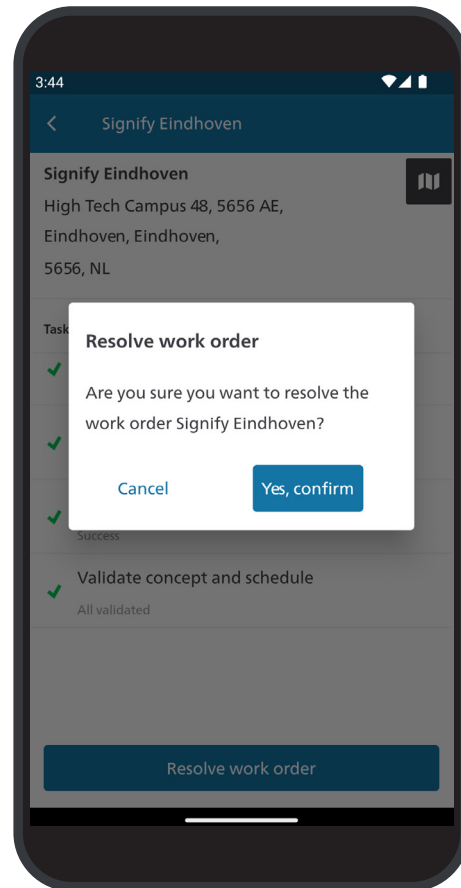 3:44
Signify Eindhoven
Signify Eindhoven
High Tech Campus 48, 5656 AE,
Eindhoven, Eindhoven,
5656, NL
Task
Resolve work order
Are you sure you want to resolve the
work order Signify Eindhoven?
Cancel
Yes, confirm
Success
Validate concept and schedule
All validated
Resolve work order